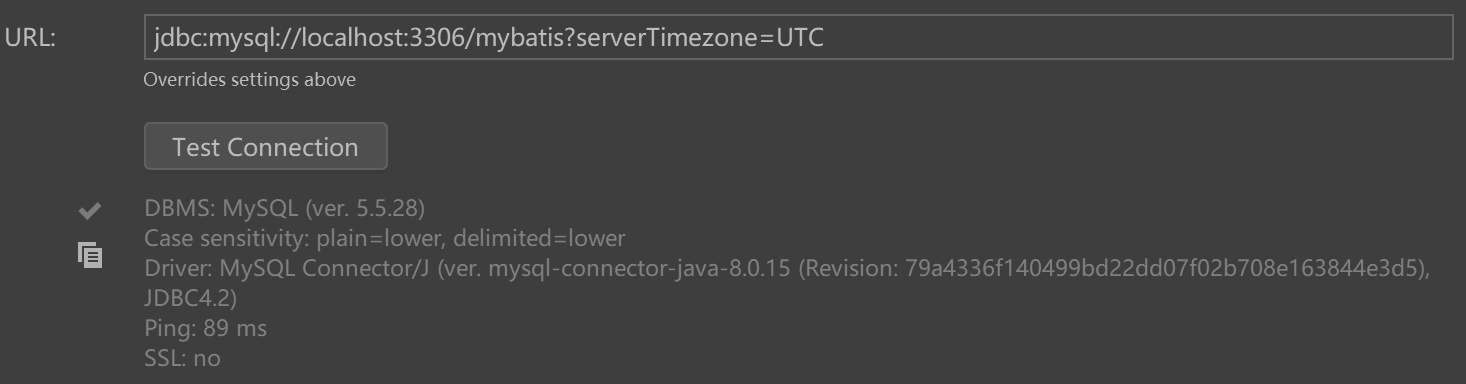 URL:
jdbc:mysql://localhost:3306/mybatis?serverTimezone=UTC
Overrides settings above
Test Connection
DBMS: MySQL (ver. 5.5.28)
Case sensitivity: plain=lower, delimited=lower
Driver: MySQL Connector/J (ver. mysql-connector-java-8.0.15 (Revision: 79a4336f140499bd22dd07f02b708e163844e3d5),
JDBC4.2)
Ping: 89 ms
SSL: no